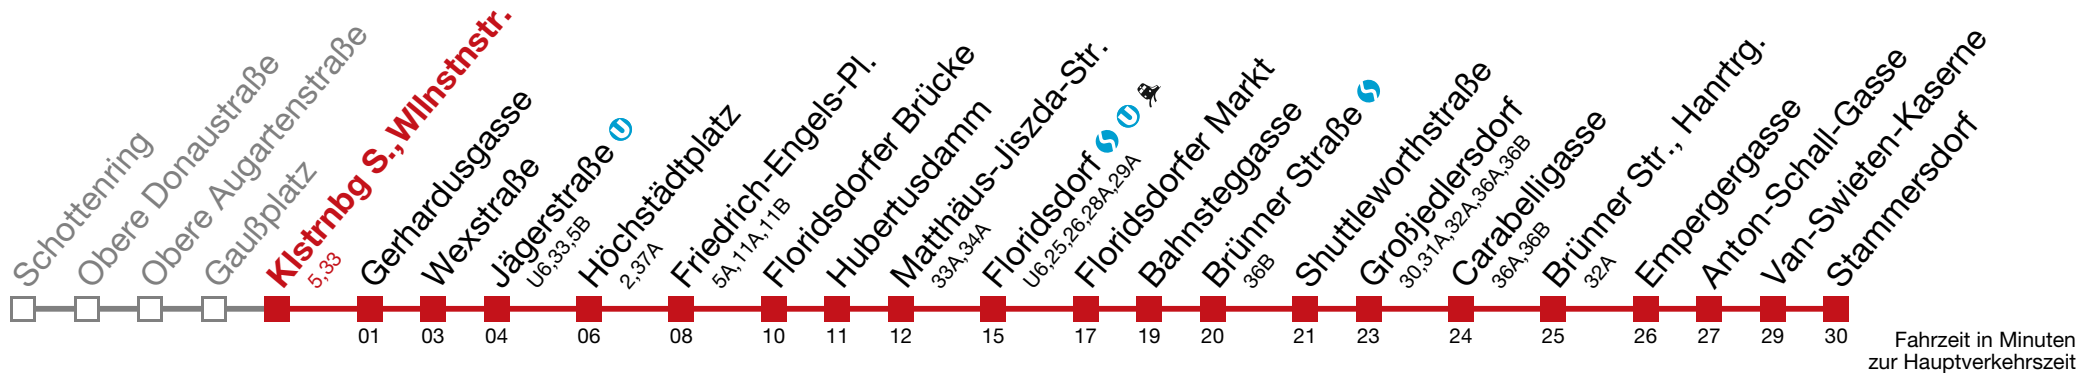 Schottenring
Obere Donaustraße
Obere Augartenstraße
Gaußplatz
Klstrnbg S.,Wllnstnstr.
5,33
Gerhardusgasse
Wexstraße
Jägerstraße
U6,33,5B
Höchstädtplatz
2,37A
Friedrich-Engels-Pl.
5A,11A,11B
Floridsdorfer Brücke
Hubertusdamm
Matthäus-Jiszda-Str.
33A,34A
Floridsdorf
U6,25,26,28A,29A
Floridsdorfer Markt
Bahnsteggasse
Brünner Straße
36B
Shuttleworthstraße
Großjedlersdorf
30,31A,32A,36A,36B
Carabelligasse
36A,36B
Brünner Str., Hanrtrg.
32A
Empergergasse
Anton-Schall-Gasse
Van-Swieten-Kaserne
Stammersdorf
01 03 04 06 08 10 11 12 15 17 19 20 21 23 24 25 26 27 29 30
Fahrzeit in Minuten
zur Hauptverkehrszeit